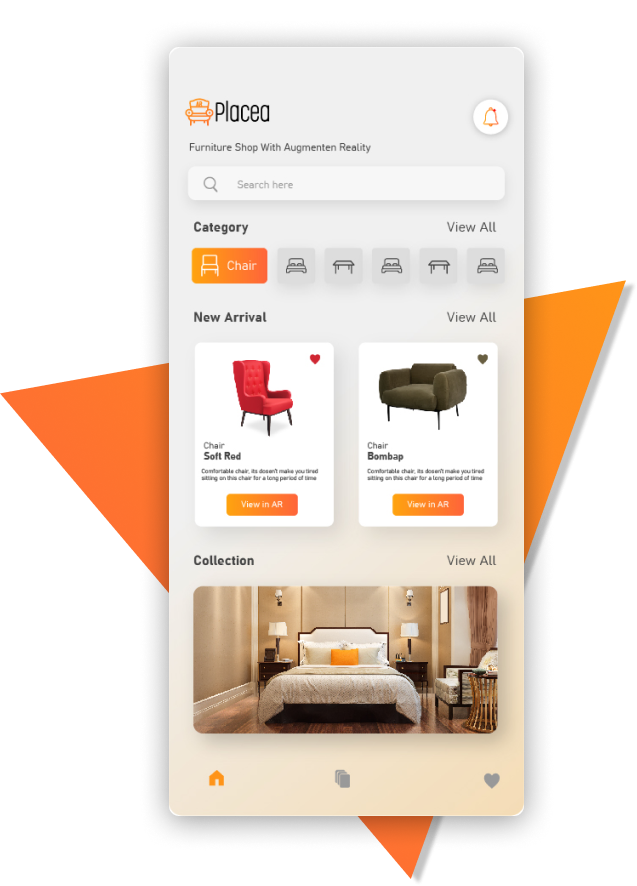 Placea
Furniture Shop With Augmenten Reality
Search here
Category View All
Chair
New Arrival View All
Chair
Soft Red
Comfortable chair, its dosen't make you tired
sitting on this chair for a long period of time
View in AR
Chair
Bombap
Comfortable chair, its dosen't make you tired
sitting on this chair for a long period of time
View in AR
Collection View All